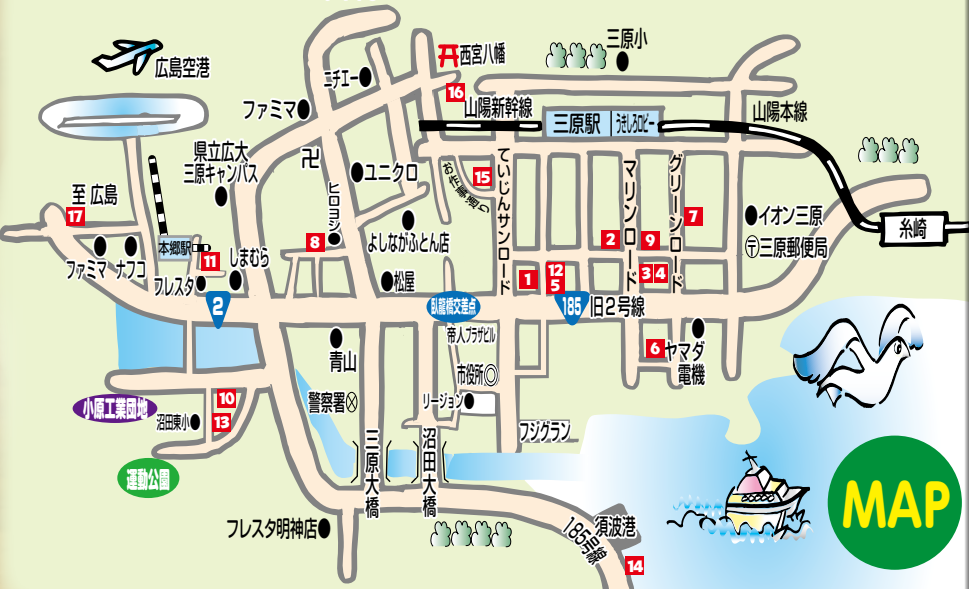 広島空港
西宮八幡
三原小
ニチエー
ファミマ
16
山陽新幹線
三原駅
うきしろロビー
山陽本線
県立広大
三原キャンパス
卍
ユニクロ
ヒロヨシ
15
ていじんサンロード
マリンロード
グリーンロード
至 広島
17
7
イオン三原
〒三原郵便局
糸崎
ファミマ
ナフコ
本郷駅
11
しまむら
フレスタ
8
よしながふとん店
2
9
松屋
1
12
5
3
4
2
臥龍橋交差点
185
旧2号線
青山
帝人プラザビル
6
ヤマダ
電機
市役所◎
小原工業団地
10
沼田東小
13
警察署
リージョン
フジグラン
三原大橋
沼田大橋
運動公園
フレスタ明神店
185号線
須波港
14
MAP